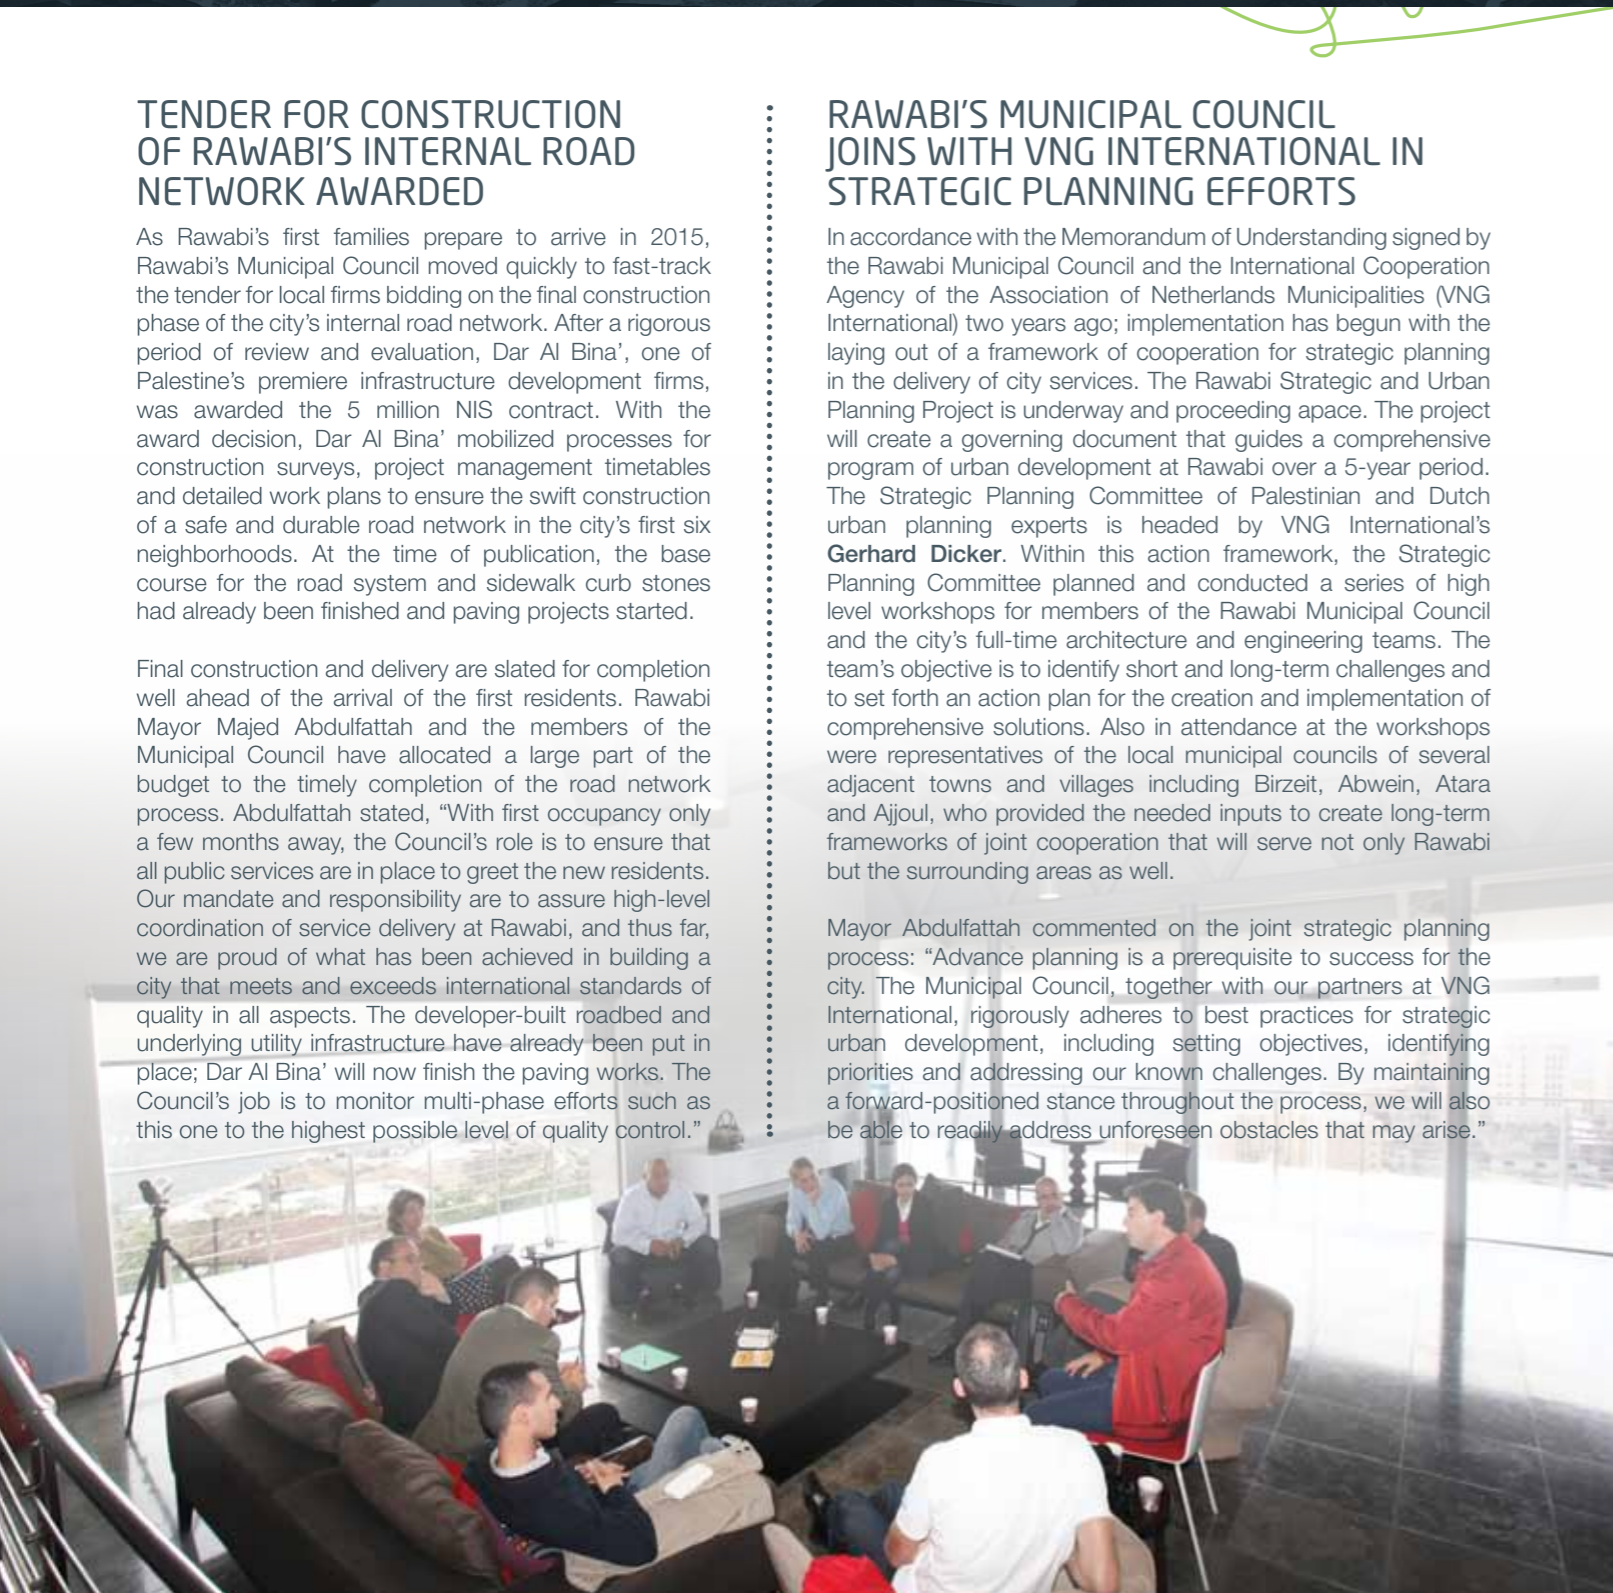 TENDER FOR CONSTRUCTION
OF RAWABI'S INTERNAL ROAD
NETWORK AWARDED
As Rawabi's first families prepare to arrive in 2015,
Rawabi's Municipal Council moved quickly to fast-track
the tender for local firms bidding on the final construction
phase of the city's internal road network. After a rigorous
period of review and evaluation, Dar Al Bina', one of
Palestine's premiere infrastructure development firms,
was awarded the 5 million NIS contract. With the
award decision, Dar Al Bina' mobilized processes for
construction surveys, project management timetables
and detailed work plans to ensure the swift construction
of a safe and durable road network in the city's first six
neighborhoods. At the time of publication, the base
course for the road system and sidewalk curb stones
had already been finished and paving projects started.
Final construction and delivery are slated for completion
well ahead of the arrival of the first residents. Rawabi
Mayor Majed Abdulfattah and the members of the
Municipal Council have allocated a large part of the
budget to the timely completion of the road network
process. Abdulfattah stated, “With first occupancy only
a few months away, the Council's role is to ensure that
all public services are in place to greet the new residents.
Our mandate and responsibility are to assure high-level
coordination of service delivery at Rawabi, and thus far,
we are proud of what has been achieved in building a
city that meets and exceeds international standards of
quality in all aspects. The developer-built roadbed and
underlying utility infrastructure have already been put in
place; Dar Al Bina' will now finish the paving works. The
Council's job is to monitor multi-phase efforts such as
this one to the highest possible level of quality control.”
RAWABI'S MUNICIPAL COUNCIL
JOINS WITH VNG INTERNATIONAL IN
STRATEGIC PLANNING EFFORTS
In accordance with the Memorandum of Understanding signed by
the Rawabi Municipal Council and the International Cooperation
Agency of the Association of Netherlands Municipalities (VNG
International) two years ago; implementation has begun with the
laying out of a framework of cooperation for strategic planning
in the delivery of city services. The Rawabi Strategic and Urban
Planning Project is underway and proceeding apace. The project
will create a governing document that guides a comprehensive
program of urban development at Rawabi over a 5-year period.
The Strategic Planning Committee of Palestinian and Dutch
urban planning experts is headed by VNG International's
Gerhard Dicker. Within this action framework, the Strategic
Planning Committee planned and conducted a series of high
level workshops for members of the Rawabi Municipal Council
and the city's full-time architecture and engineering teams. The
team's objective is to identify short and long-term challenges and
to set forth an action plan for the creation and implementation of
comprehensive solutions. Also in attendance at the workshops
were representatives of the local municipal councils of several
adjacent towns and villages including Birzeit, Abwein, Atara
and Ajjoul, who provided the needed inputs to create long-term
frameworks of joint cooperation that will serve not only Rawabi
but the surrounding areas as well.
Mayor Abdulfattah commented on the joint strategic planning
process: “Advance planning is a prerequisite to success for the
city. The Municipal Council, together with our partners at VNG
International, rigorously adheres to best practices for strategic
urban development, including setting objectives, identifying
priorities and addressing our known challenges. By maintaining
a forward-positioned stance throughout the process, we will also
be able to readily address unforeseen obstacles that may arise.”